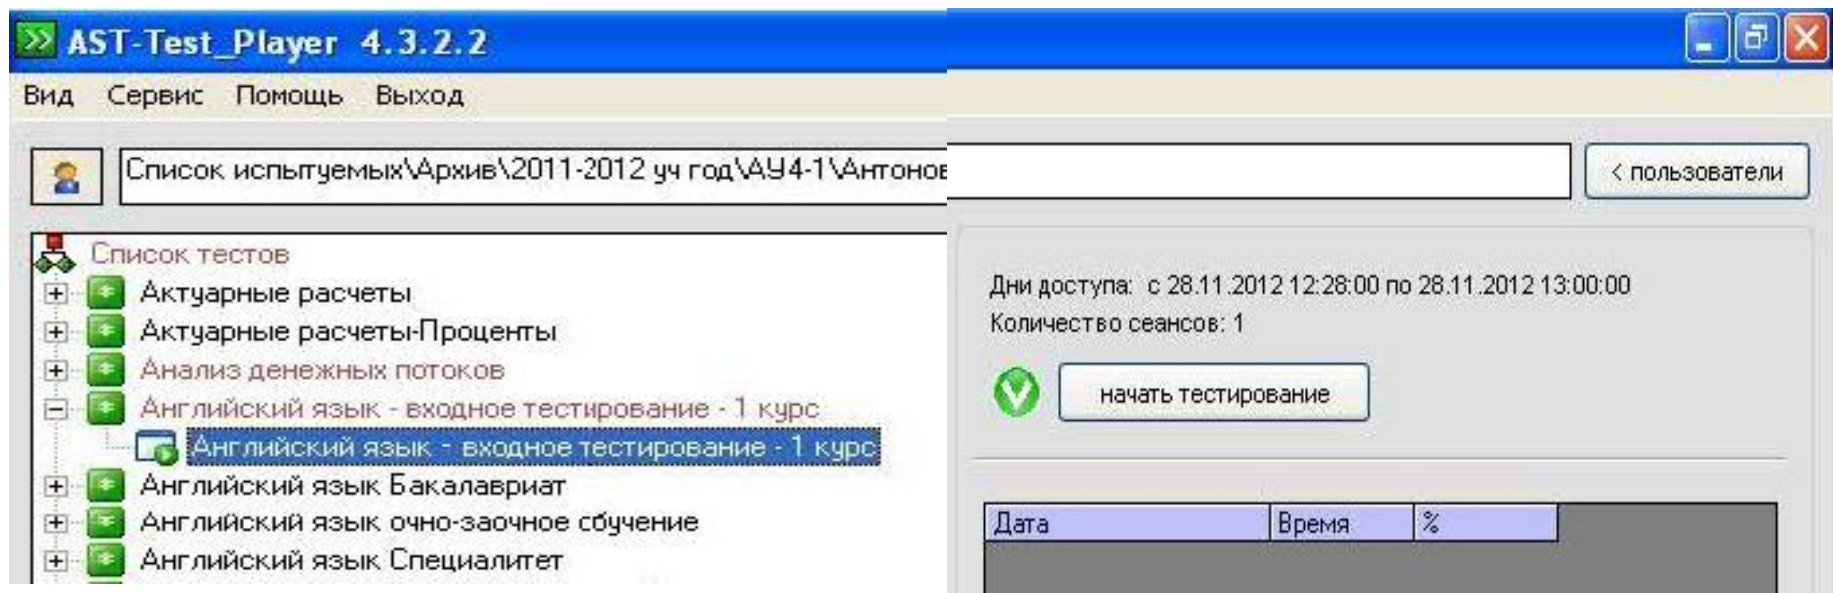 AST-Test_Player 4.3.2.2
Вид Сервис Помощь Выход
Список испытуемых\Архив\2011-2012 уч год\АУ4-1\Антонов
< пользователи
Список тестов
Актуарные расчеты
Актуарные расчеты-Проценты
Анализ денежных потоков
Английский язык - входное тестирование - 1 курс
Английский язык - входное тестирование - 1 курс
Английский язык Бакалавриат
Английский язык очно-заочное обучение
Английский язык Специалитет
Дни доступа: с 28.11.2012 12:28:00 по 28.11.2012 13:00:00
Количество сеансов: 1
начать тестирование
Дата Время %